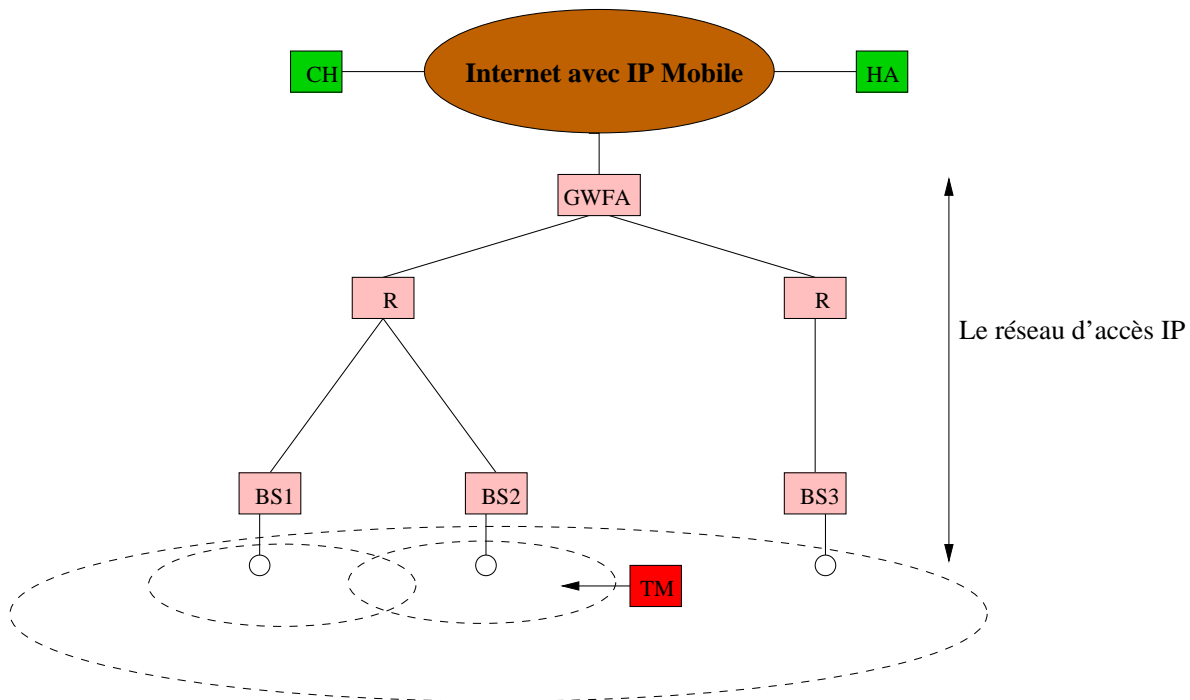 CH
Internet avec IP Mobile
HA
GWFA
R
R
Le réseau d'accès IP
BS1
BS2
BS3
TM